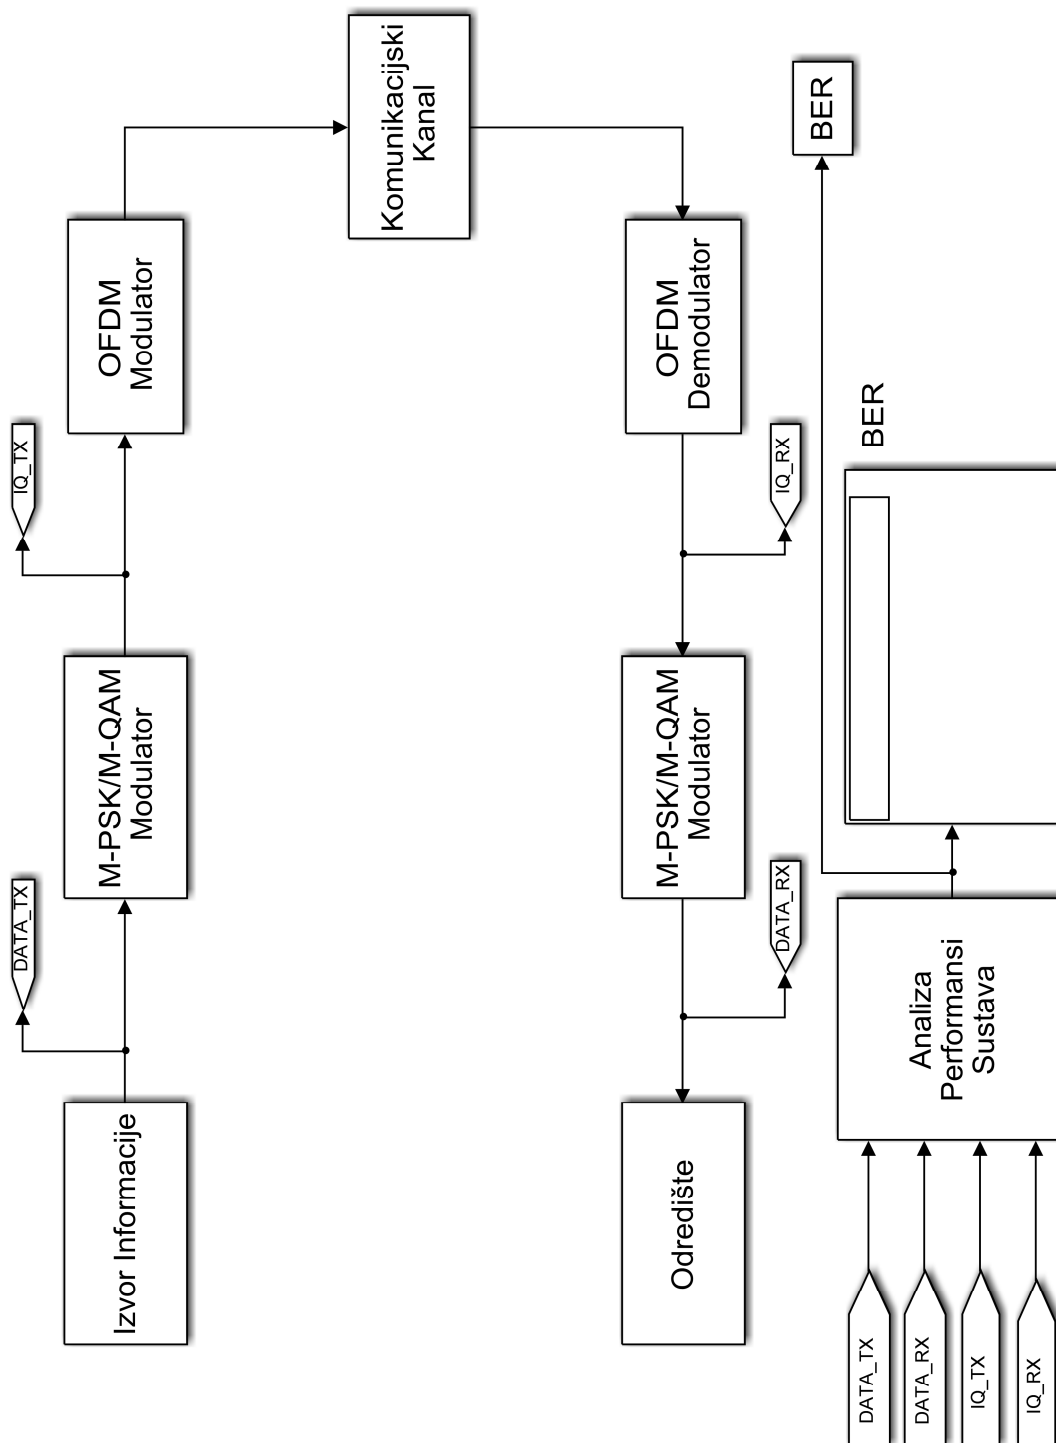 Izvor Informacije
DATA_TX
M-PSK/M-QAM
Modulator
IQ_TX
OFDM
Modulator
Komunikacijski
Kanal
OFDM
Demodulator
IQ_RX
M-PSK/M-QAM
Modulator
DATA_RX
Odredište
DATA_TX
DATA_RX
IQ_TX
IQ_RX
Analiza
Performansi
Sustava
BER
BER